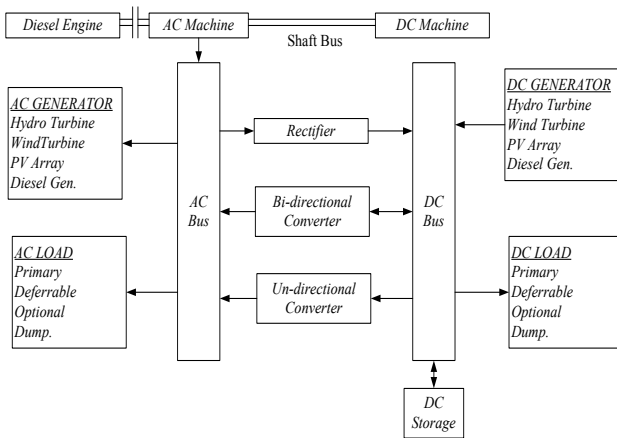 Diesel Engine
AC Machine
DC Machine
Shaft Bus
AC GENERATOR
Hydro Turbine
WindTurbine
PV Array
Diesel Gen.
AC LOAD
Primary
Deferrable
Optional
Dump.
AC
Bus
Rectifier
Bi-directional
Converter
Un-directional
Converter
DC
Bus
DC GENERATOR
Hydro Turbine
Wind Turbine
PV Array
Diesel Gen.
DC LOAD
Primary
Deferrable
Optional
Dump.
DC
Storage